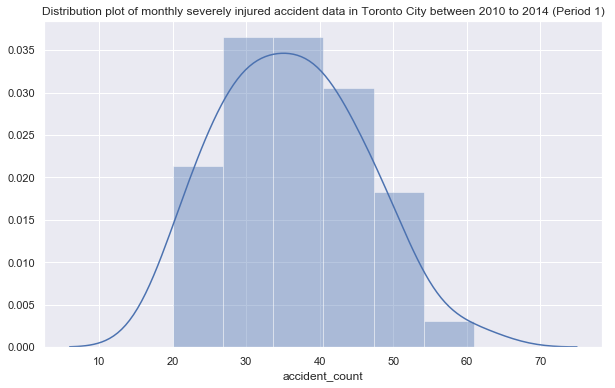 Distribution plot of monthly severely injured accident data in Toronto City between 2010 to 2014 (Period 1)
0.035
0.030
0.025
0.020
0.015
0.010
0.005
0.000
10 20 30 40 50 60 70
accident_count